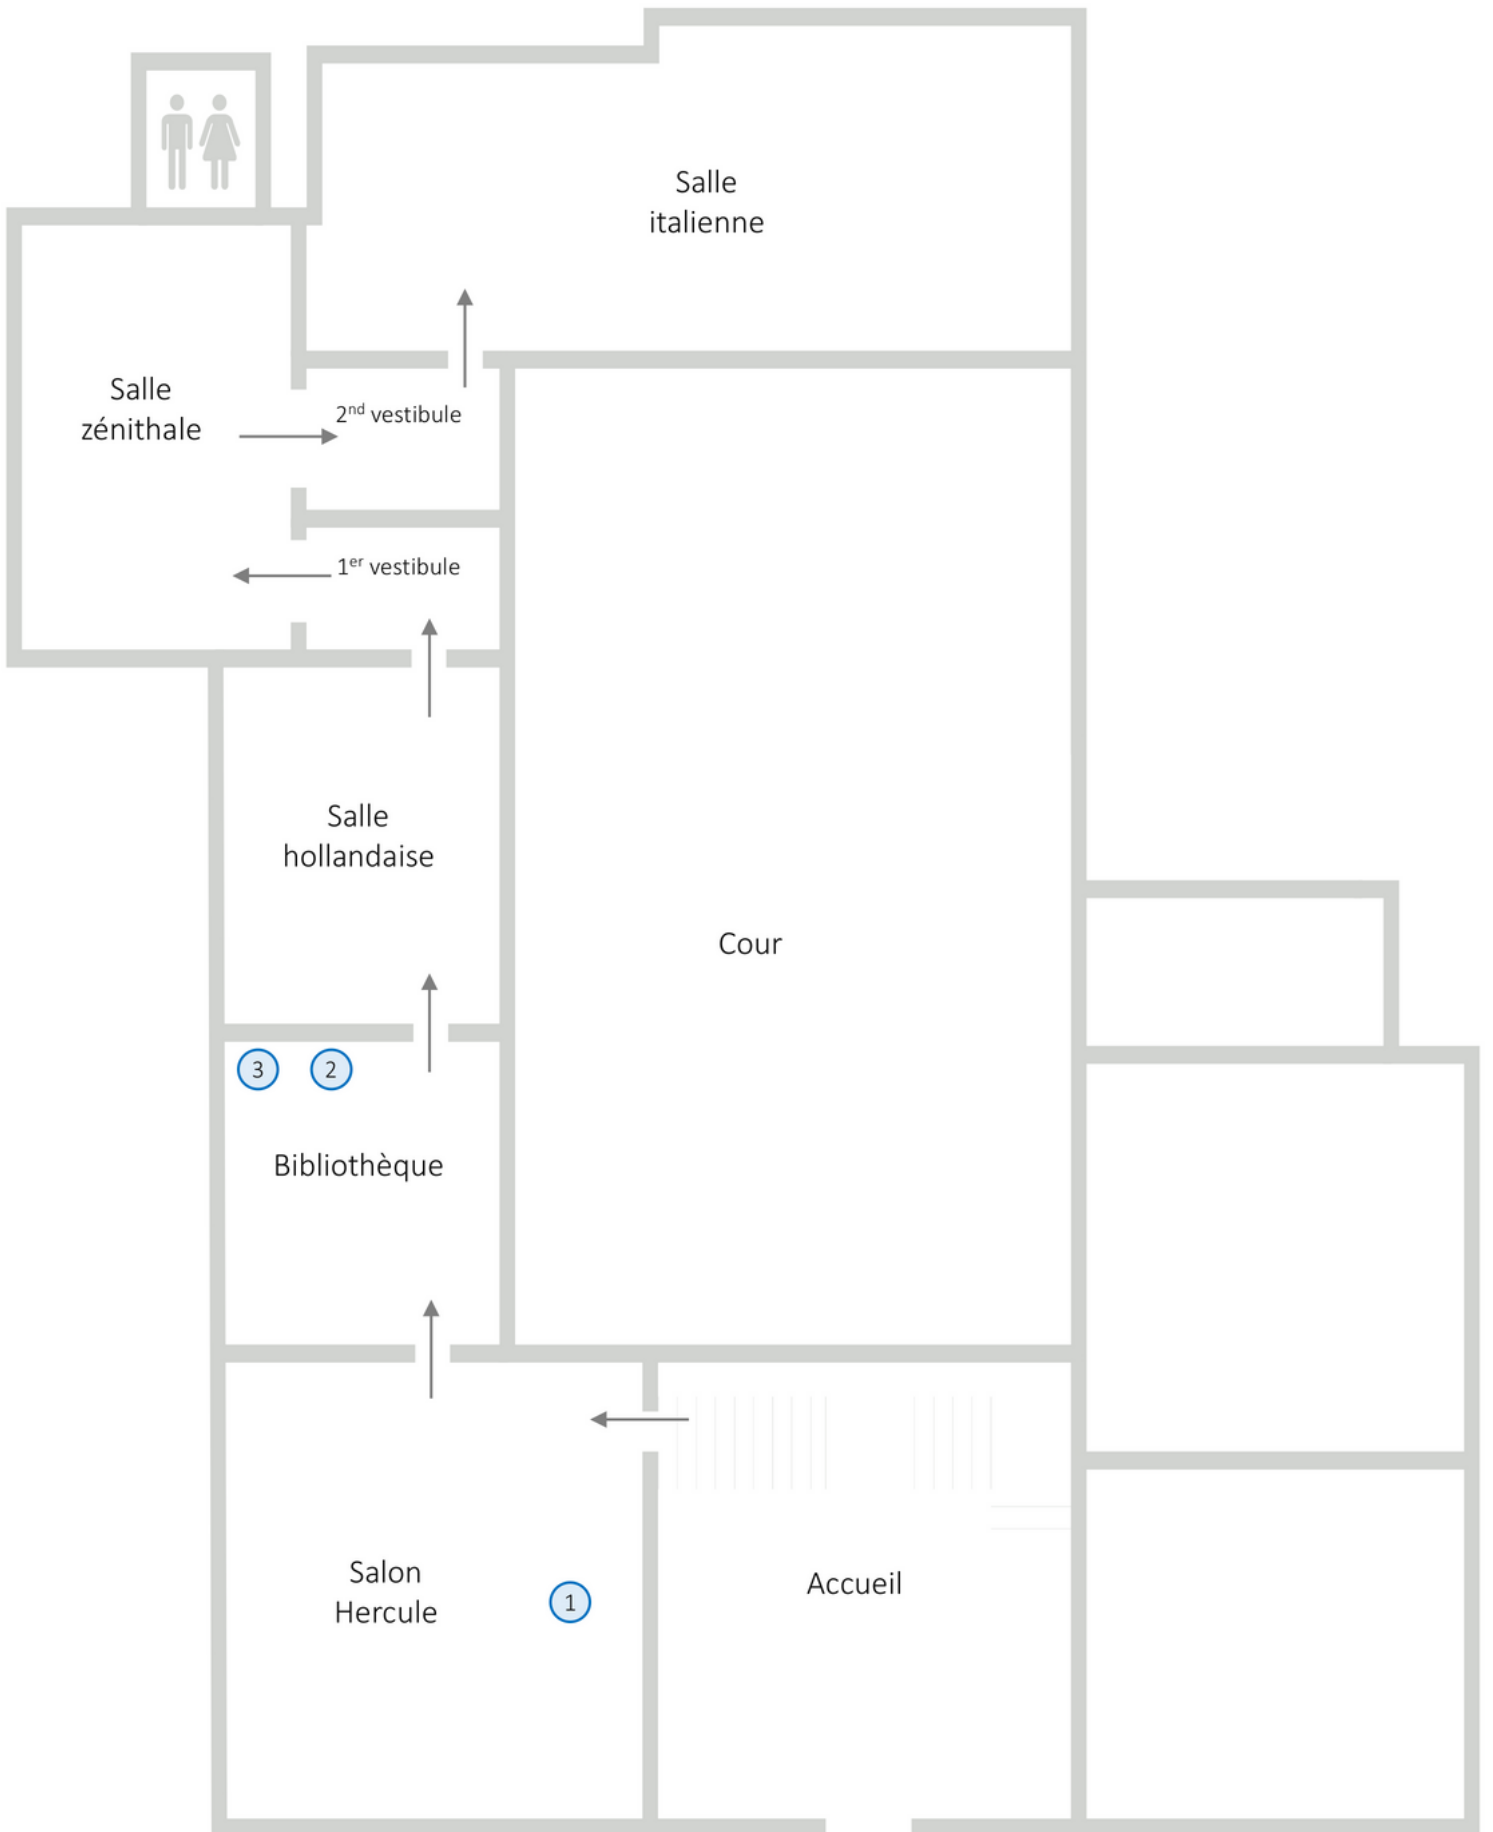 Salle
italienne
Salle
zénithale
2nd vestibule
1er vestibule
Salle
hollandaise
Cour
3
2
Bibliothèque
Salon
Hercule
1
Accueil